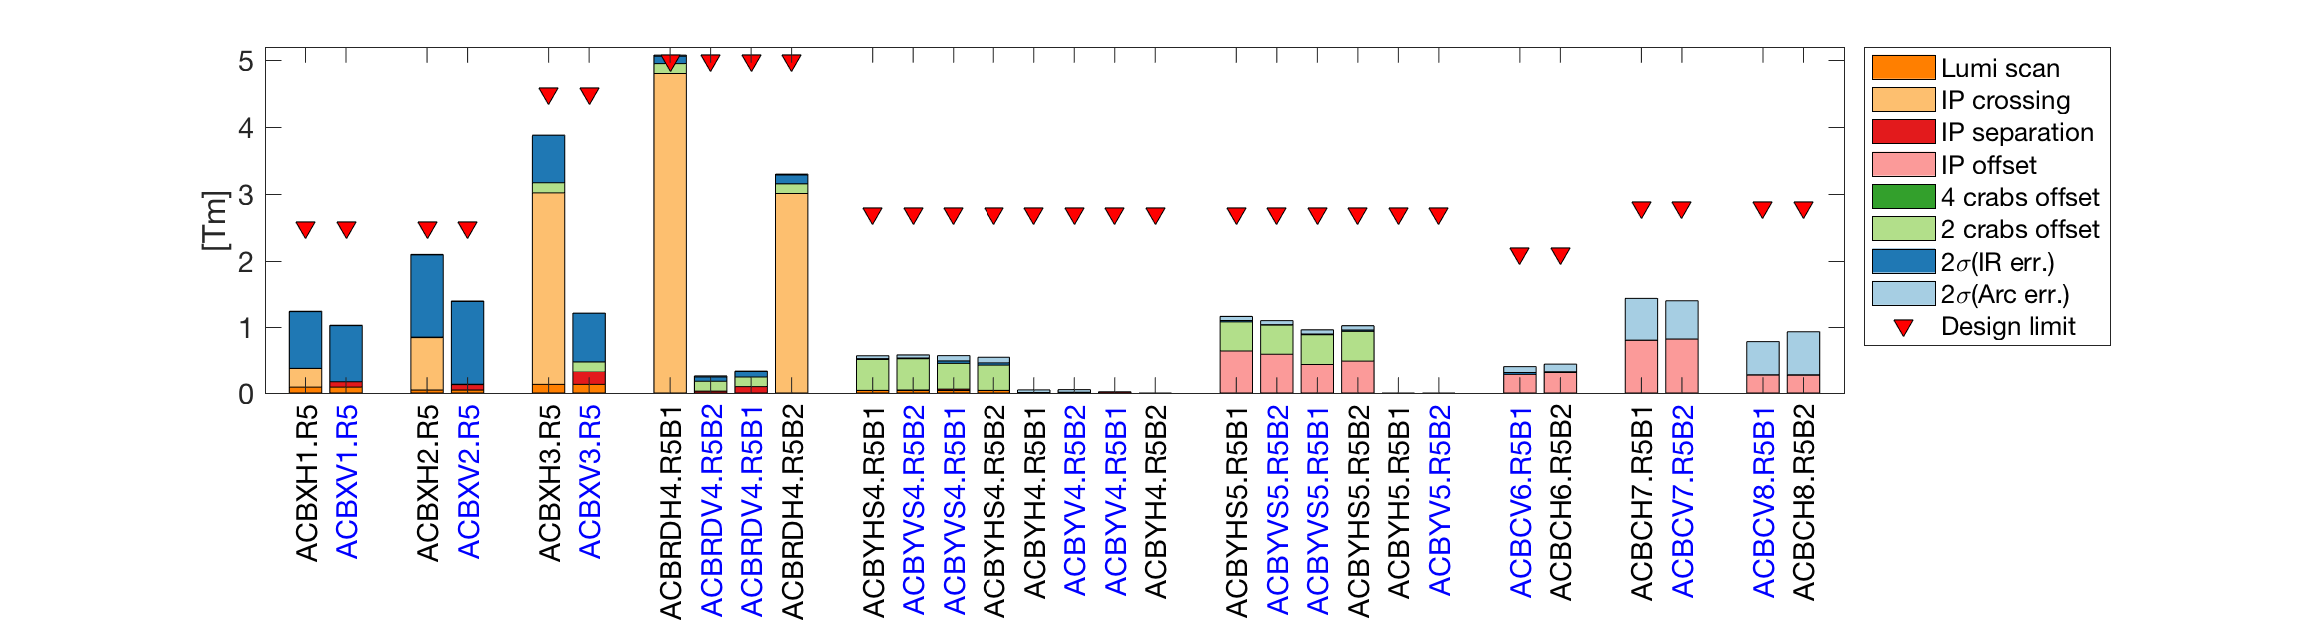 [Tm]
5
4
3
2
1
0
ACBXH1.R5
ACBXV1.R5
ACBXH2.R5
ACBXV2.R5
ACBXH3.R5
ACBXV3.R5
ACBRDH4.R5B1
ACBRDV4.R5B2
ACBRDV4.R5B1
ACBRDH4.R5B2
ACBYHS4.R5B1
ACBYVS4.R5B2
ACBYVS4.R5B1
ACBYHS4.R5B2
ACBYH4.R5B1
ACBYV4.R5B2
ACBYV4.R5B1
ACBYH4.R5B2
ACBYHS5.R5B1
ACBYVS5.R5B2
ACBYVS5.R5B1
ACBYHS5.R5B2
ACBYH5.R5B1
ACBYV5.R5B2
ACBCV6.R5B1
ACBCH6.R5B2
ACBCH7.R5B1
ACBCV7.R5B2
ACBCV8.R5B1
ACBCH8.R5B2
Lumi scan
IP crossing
IP separation
IP offset
4 crabs offset
2 crabs offset
2σ(IR err.)
2σ(Arc err.)
Design limit